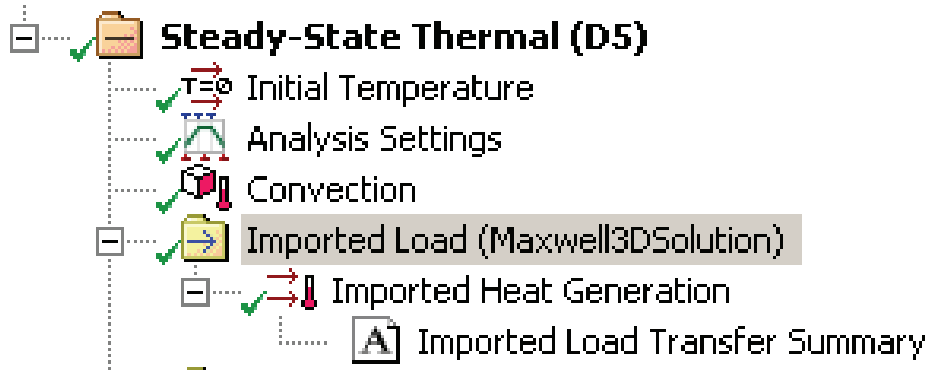 Steady-State Thermal (D5)
T=0 Initial Temperature
Analysis Settings
Convection
Imported Load (Maxwell3DSolution)
Imported Heat Generation
A Imported Load Transfer Summary